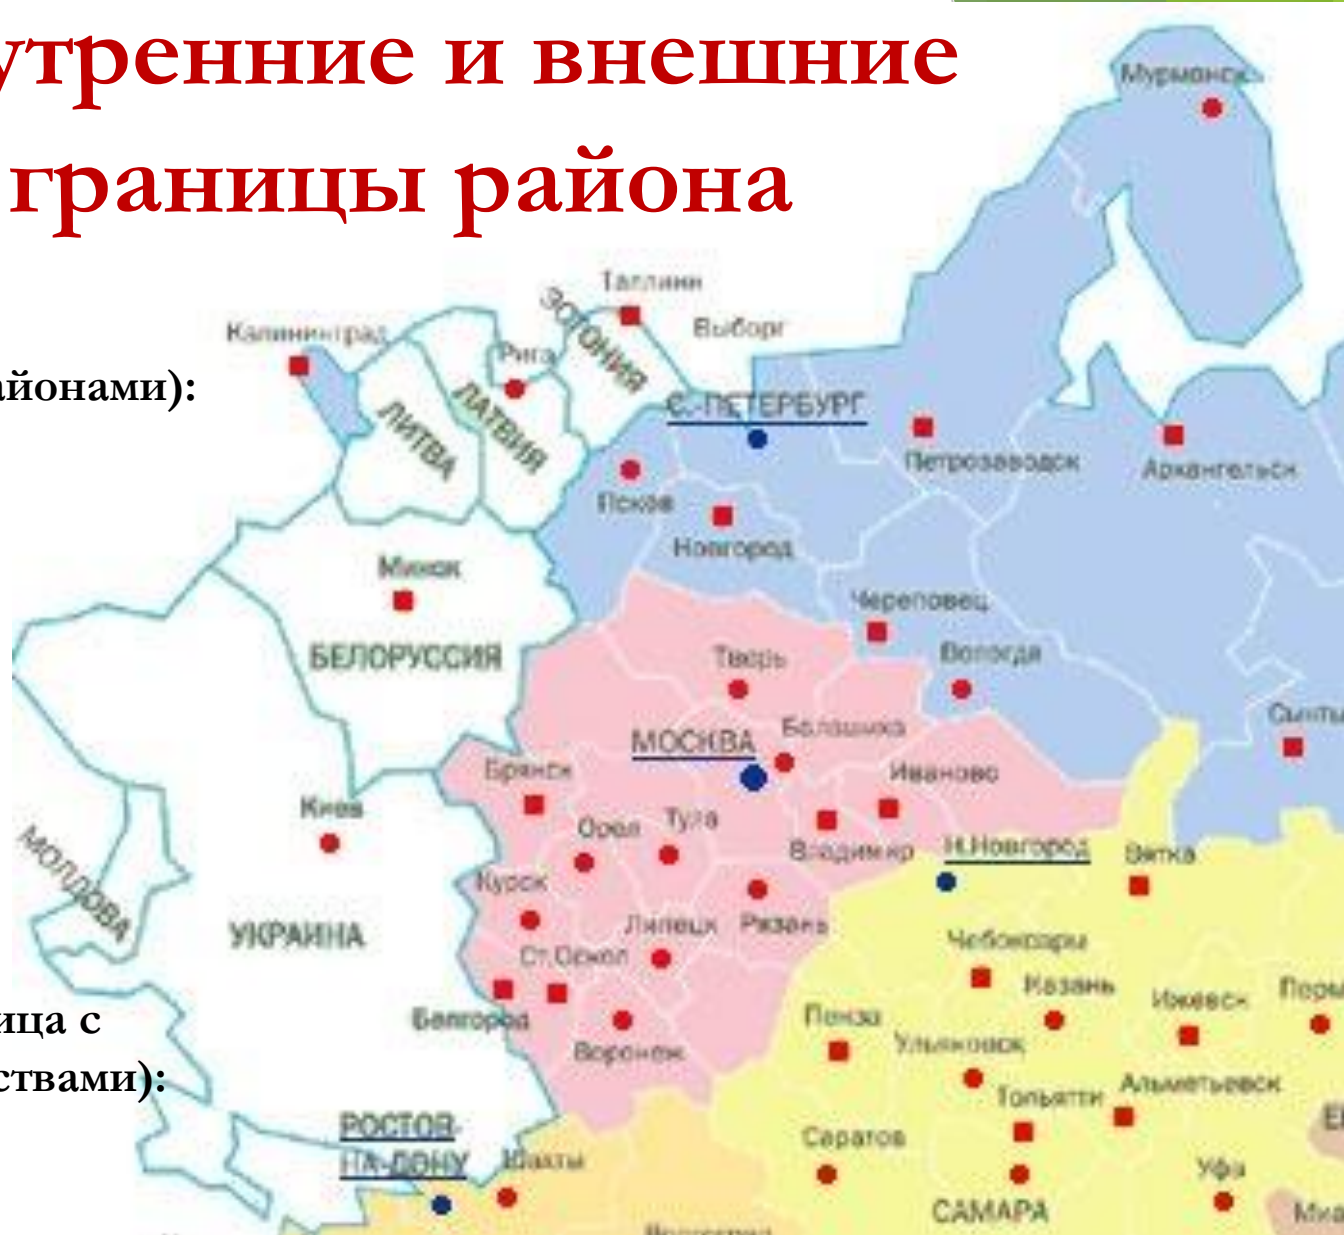 утренние и внешние
границы района
Мурманск
Таллинн
ЭСТОНИЯ
Выборг
Калининград
Рига
айонами):
ЛИТВА
ЛАТВИЯ
С.-ПЕТЕРБУРГ
Петрозаводск
Архангельск
Псков
Новгород
Минск
Череповец
БЕЛОРУССИЯ
Тверь
Вологда
Сыкты
МОСКВА
Балашиха
Брянск
Иваново
Киев
Орел
Тула
МОЛДОВА
Владимир
Н.Новгород
Вятка
Курск
УКРАИНА
Липецк
Рязань
Чебоксары
Ст.Оскол
Казань
Ижевск
Перм
ица с
Белгород
Пенза
Ульяновск
Воронеж
ствами):
Тольятти
Альметьевск
РОСТОВ-
НА-ДОНУ
Шахты
Саратов
Уфа
САМАРА
Миа